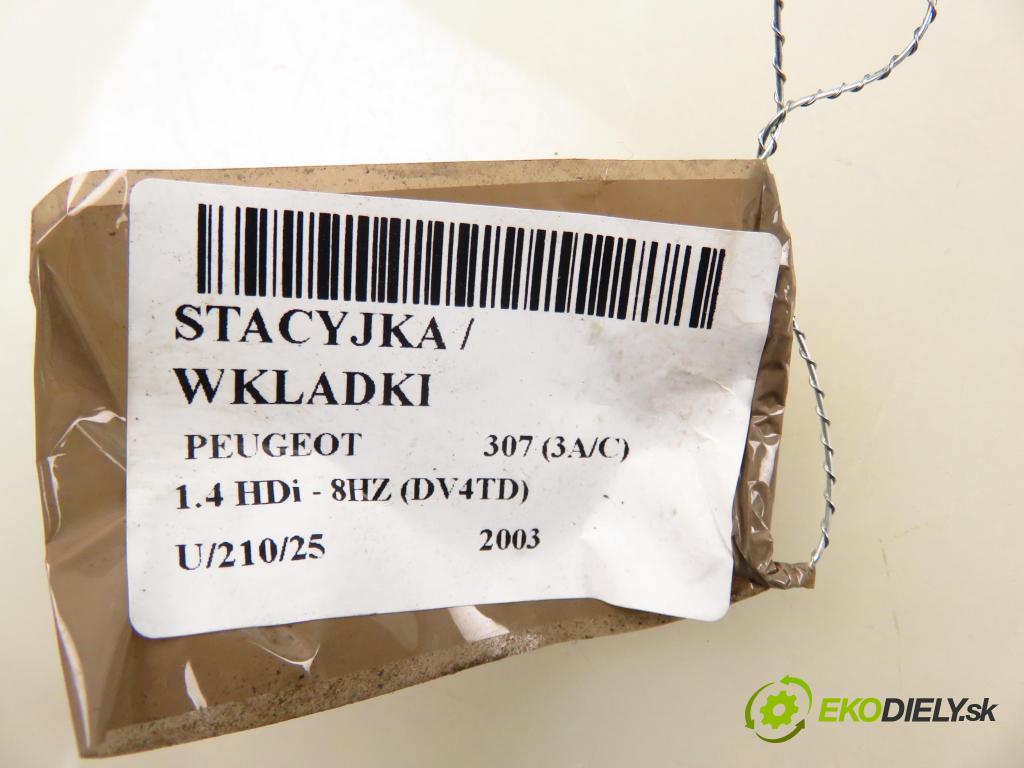 STACYJKA /
WKLADKI
PEUGEOT 307 (3A/C)
1.4 HDi - 8HZ (DV4TD)
U/210/25 2003
EKODIELY.sk